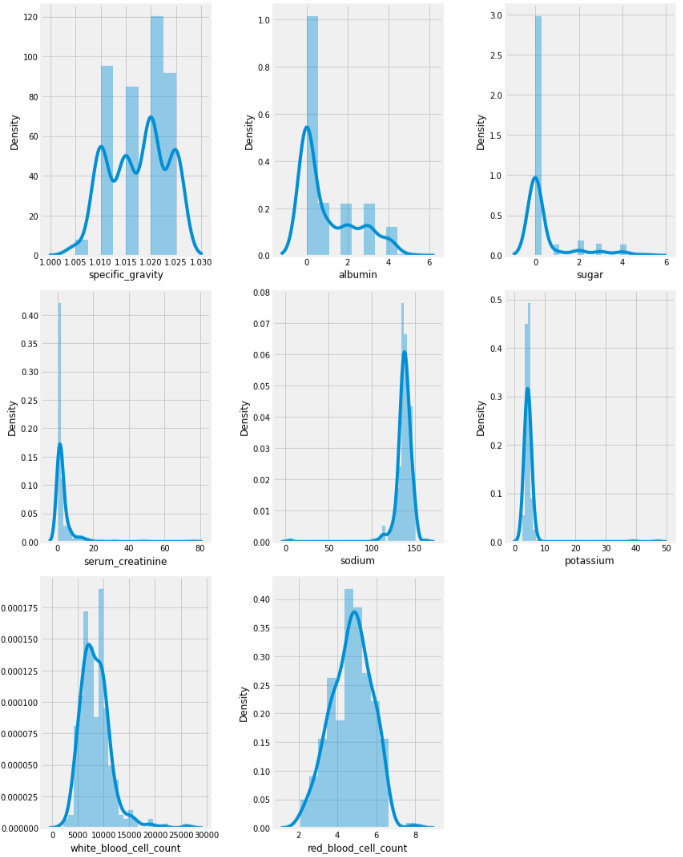 120
100
80
60
40
20
0
Density
1.000 1.005 1.010 1.015 1.020 1.025 1.030
specific_gravity
1.0
0.8
0.6
0.4
0.2
0.0
Density
0 2 4 6
albumin
3.0
2.5
2.0
1.5
1.0
0.5
0.0
Density
0 2 4 6
sugar
0.40
0.35
0.30
0.25
0.20
0.15
0.10
0.05
0.00
Density
0 20 40 60 80
serum_creatinine
0.08
0.07
0.06
0.05
0.04
0.03
0.02
0.01
0.00
Density
0 50 100 150
sodium
0.5
0.4
0.3
0.2
0.1
0.0
Density
0 10 20 30 40 50
potassium
0.000175
0.000150
0.000125
0.000100
0.000075
0.000050
0.000025
0.000000
0 5000 10000 15000 20000 25000 30000
white_blood_cell_count
0.40
0.35
0.30
0.25
0.20
0.15
0.10
0.05
0.00
Density
2 4 6 8
red_blood_cell_count